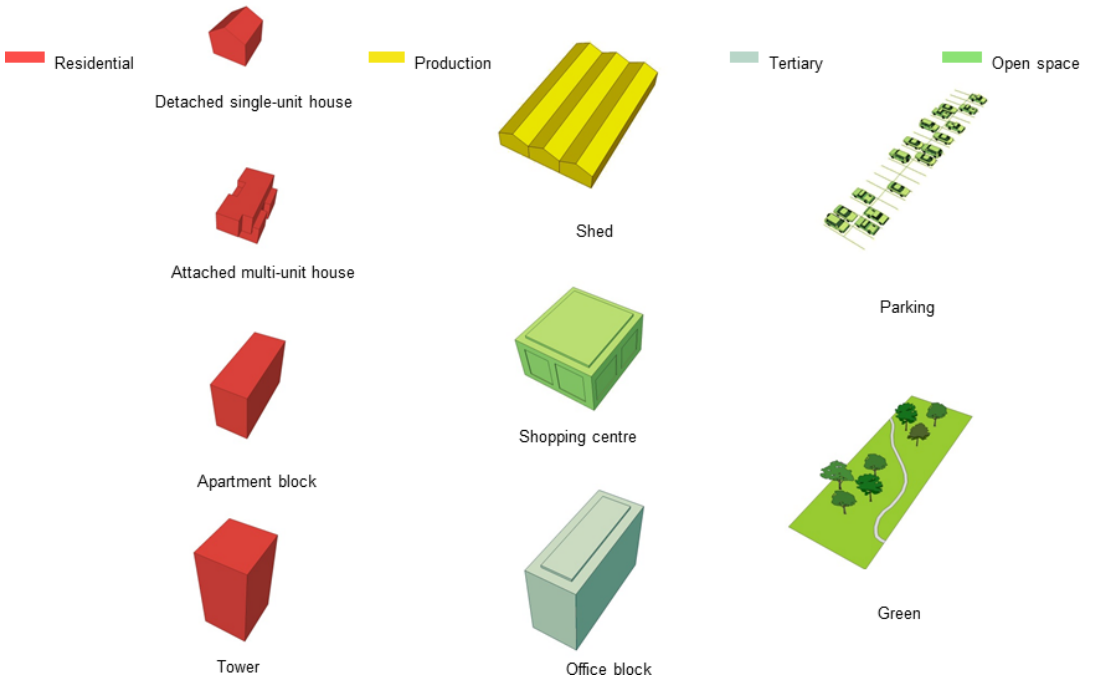 Residential
Production
Tertiary
Open space
Detached single-unit house
Shed
Attached multi-unit house
Parking
Shopping centre
Apartment block
Green
Tower
Office block